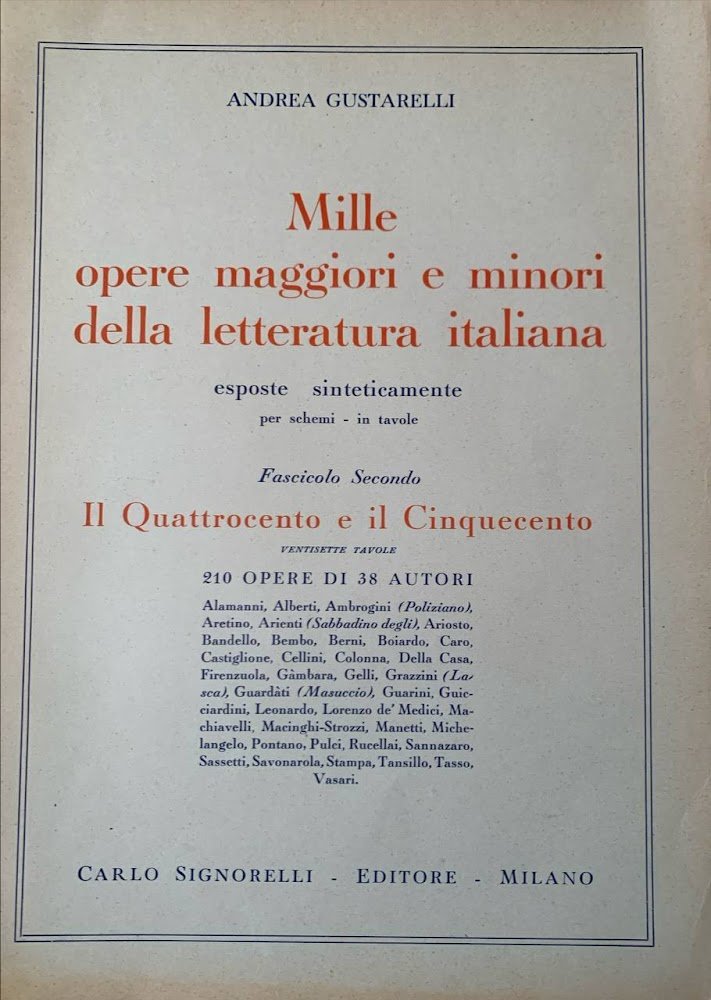 ANDREA GUSTARELLI
Mille
opere maggiori e minori
della letteratura italiana
esposte sinteticamente
per schemi - in tavole
Fascicolo Secondo
Il Quattrocento e il Cinquecento
VENTISETTE TAVOLE
210 OPERE DI 38 AUTORI
Alamanni, Alberti, Ambrogini (Poliziano),
Aretino, Arienti (Sabbadino degli), Ariosto,
Bandello, Bembo, Berni, Boiardo, Caro,
Castiglione, Cellini, Colonna, Della Casa,
Firenzuola, Gàmbara, Gelli, Grazzini (La-
sca), Guardàti (Masuccio), Guarini, Guic-
ciardini, Leonardo, Lorenzo de' Medici, Ma-
chiavelli, Macinghi-Strozzi, Manetti, Miche-
langelo, Pontano, Pulci, Rucellai, Sannazaro,
Sassetti, Savonarola, Stampa, Tansillo, Tasso,
Vasari.
CARLO SIGNORELLI - EDITORE - MILANO